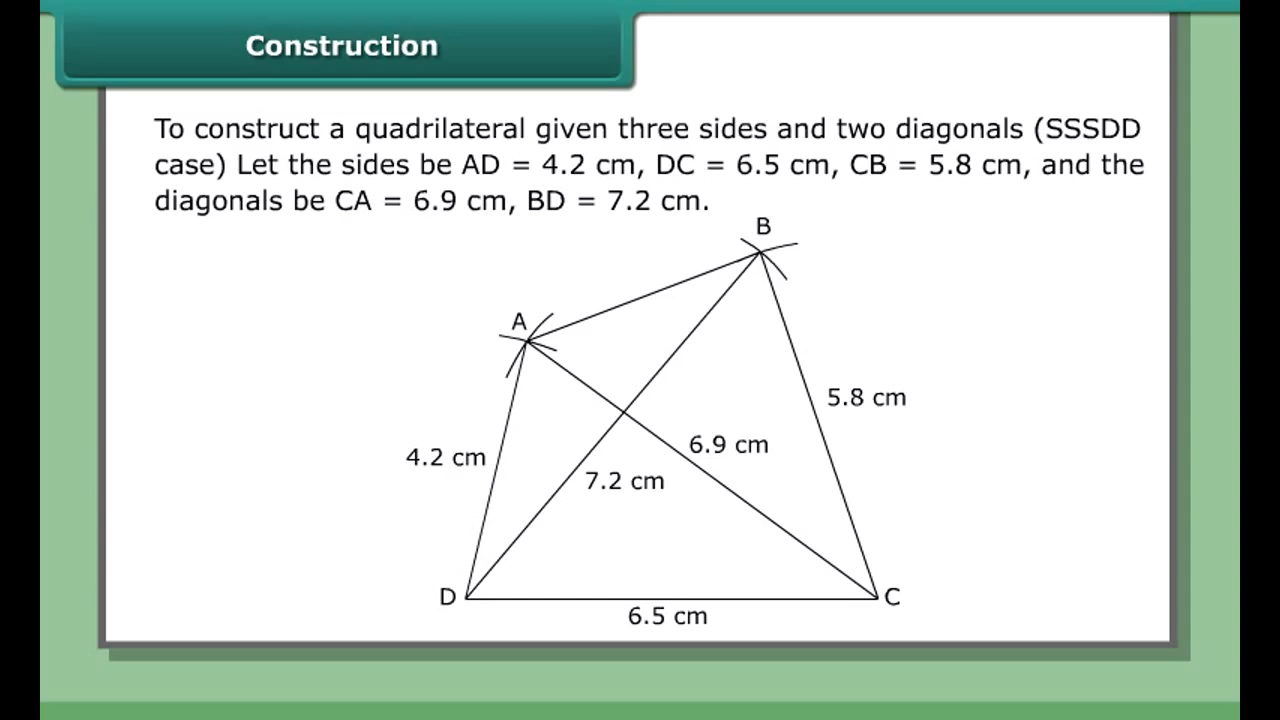 Construction
To construct a quadrilateral given three sides and two diagonals (SSSDD
case) Let the sides be AD = 4.2 cm, DC = 6.5 cm, CB = 5.8 cm, and the
diagonals be CA = 6.9 cm, BD = 7.2 cm.
B
A
5.8 cm
6.9 cm
4.2 cm
7.2 cm
D
C
6.5 cm